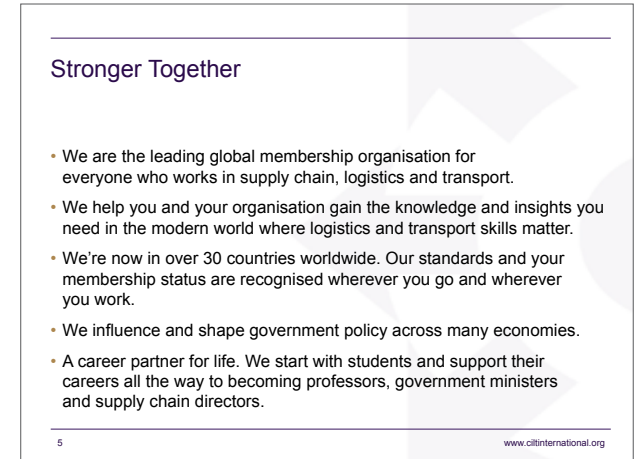 Stronger Together
• We are the leading global membership organisation for
everyone who works in supply chain, logistics and transport.
• We help you and your organisation gain the knowledge and insights you
need in the modern world where logistics and transport skills matter.
• We’re now in over 30 countries worldwide. Our standards and your
membership status are recognised wherever you go and wherever
you work.
• We influence and shape government policy across many economies.
• A career partner for life. We start with students and support their
careers all the way to becoming professors, government ministers
and supply chain directors.
5 www.ciltinternational.org